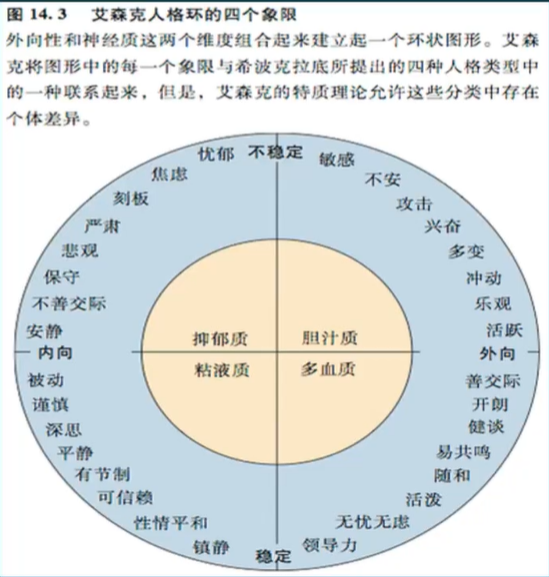 图 14.3 艾森克人格环的四个象限
外向性和神经质这两个维度组合起来建立起一个环状图形。艾森
克将图形中的每一个象限与希波克拉底所提出的四种人格类型中
的一种联系起来，但是，艾森克的特质理论允许这些分类中存在
个体差异。
忧郁 不稳定 敏感
焦虑 不安
刻板 攻击
严肃 兴奋
悲观 多变
保守 冲动
不善交际 乐观
安静 抑郁质 胆汁质 活跃
内向 外向
被动 粘液质 多血质 善交际
谨慎 开朗
深思 健谈
平静 易共鸣
有节制 随和
可信赖 活泼
性情平和 无忧无虑
镇静 稳定 领导力